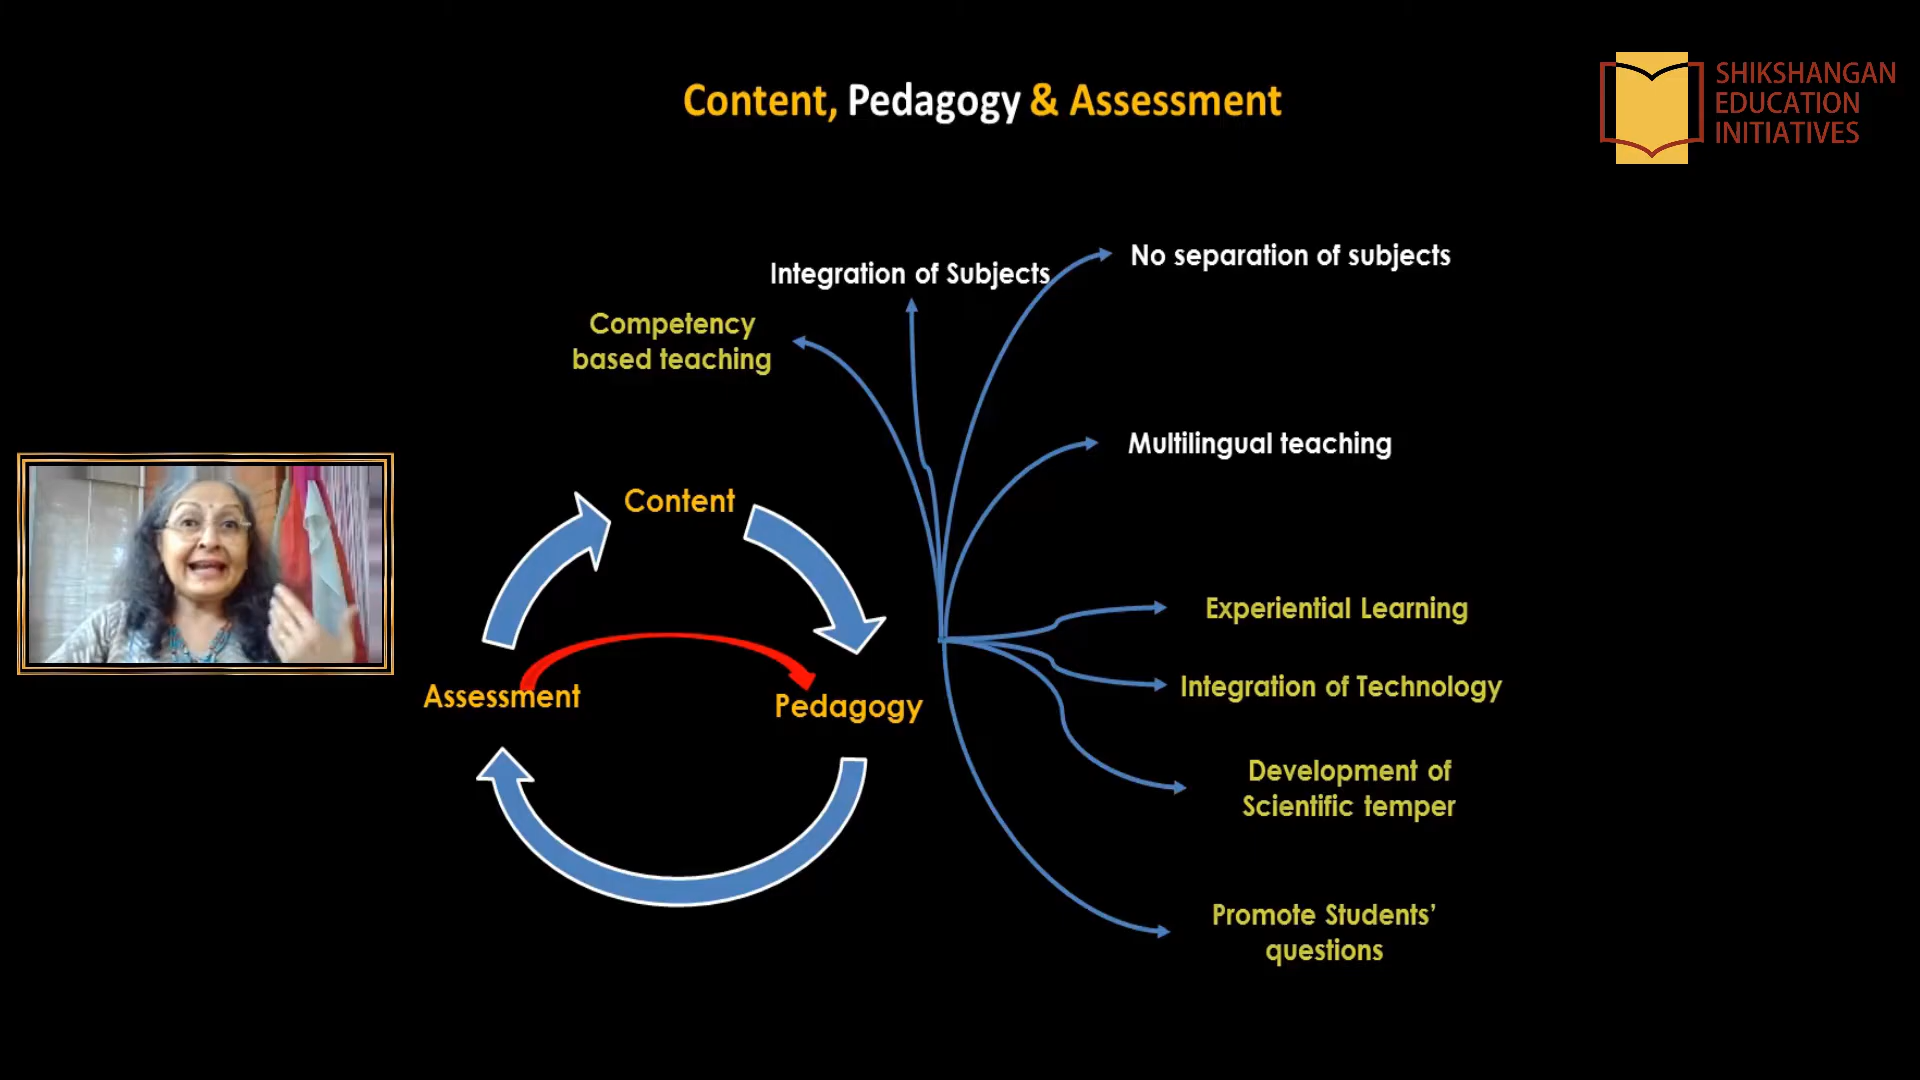 Content, Pedagogy & Assessment
SHIKSHANGAN
EDUCATION
INITIATIVES
No separation of subjects
Integration of Subjects
Competency
based teaching
Multilingual teaching
Content
Experiential Learning
Assessment
Pedagogy
Integration of Technology
Development of
Scientific temper
Promote Students’
questions